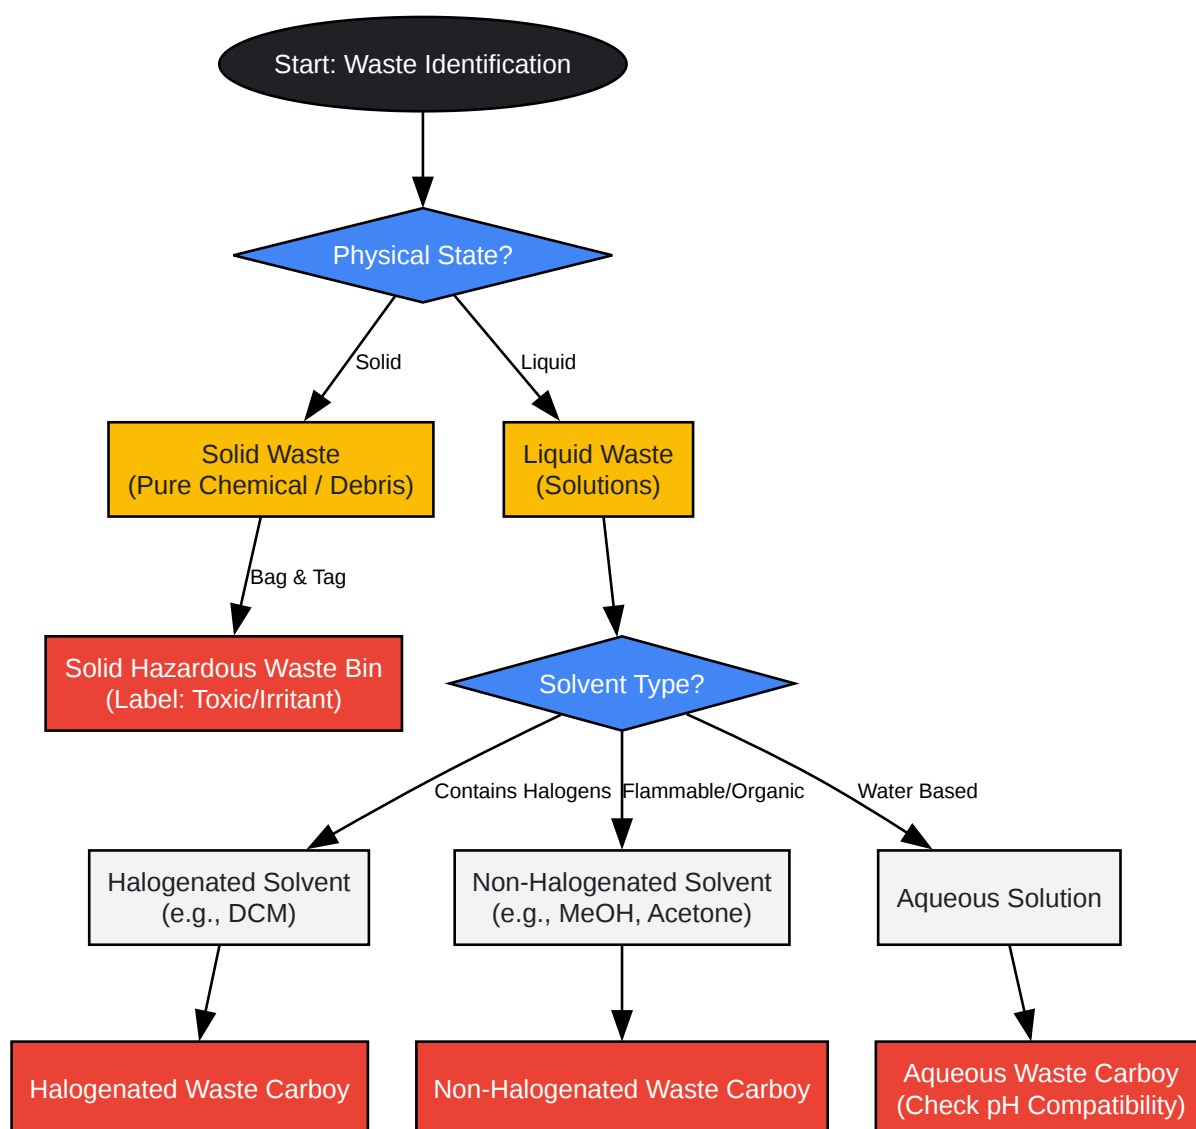 Start: Waste Identification
Physical State?
Solid
Liquid
Solid Waste
(Pure Chemical / Debris)
Liquid Waste
(Solutions)
Bag & Tag
Solid Hazardous Waste Bin
(Label: Toxic/Irritant)
Solvent Type?
Contains Halogens
Flammable/Organic
Water Based
Halogenated Solvent
(e.g., DCM)
Non-Halogenated Solvent
(e.g., MeOH, Acetone)
Aqueous Solution
Halogenated Waste Carboy
Non-Halogenated Waste Carboy
Aqueous Waste Carboy
(Check pH Compatibility)